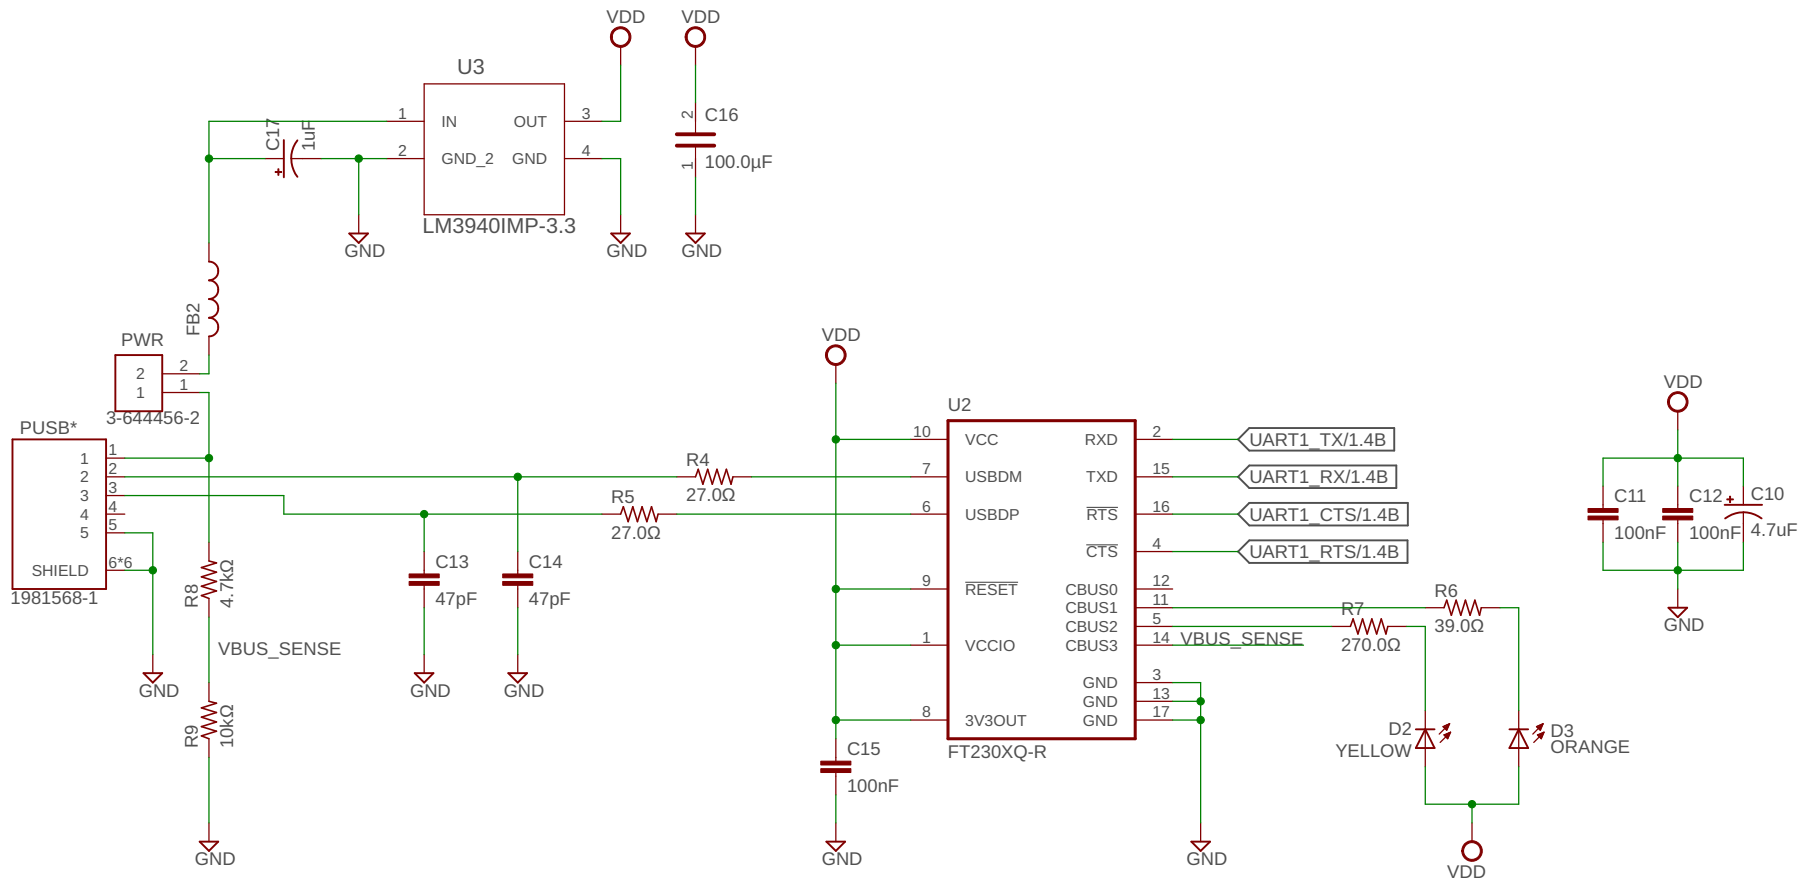 VDD
VDD
U3
C17
1uF
1
IN
OUT
3
2
GND_2
GND
4
LM3940IMP-3.3
2
C16
1
100.0µF
GND
GND
GND
FB2
PWR
2
2
1
1
3-644456-2
PUSB*
1
1
2
2
3
3
4
4
5
5
SHIELD
6*6
1981568-1
R8
4.7kΩ
VBUS_SENSE
GND
R9
10kΩ
GND
R4
27.0Ω
R5
27.0Ω
C13
47pF
C14
47pF
GND
GND
VDD
U2
10
VCC
RXD
2
UART1_TX/1.4B
7
USBDM
TXD
15
UART1_RX/1.4B
6
USBDP
RTS
16
UART1_CTS/1.4B
CTS
4
UART1_RTS/1.4B
9
RESET
CBUS0
12
CBUS1
11
CBUS2
5
1
VCCIO
CBUS3
14
VBUS_SENSE
GND
3
GND
13
8
3V3OUT
GND
17
FT230XQ-R
C15
100nF
GND
GND
R6
39.0Ω
R7
270.0Ω
D2
YELLOW
D3
ORANGE
VDD
VDD
C11
100nF
C12
100nF
C10
4.7uF
GND